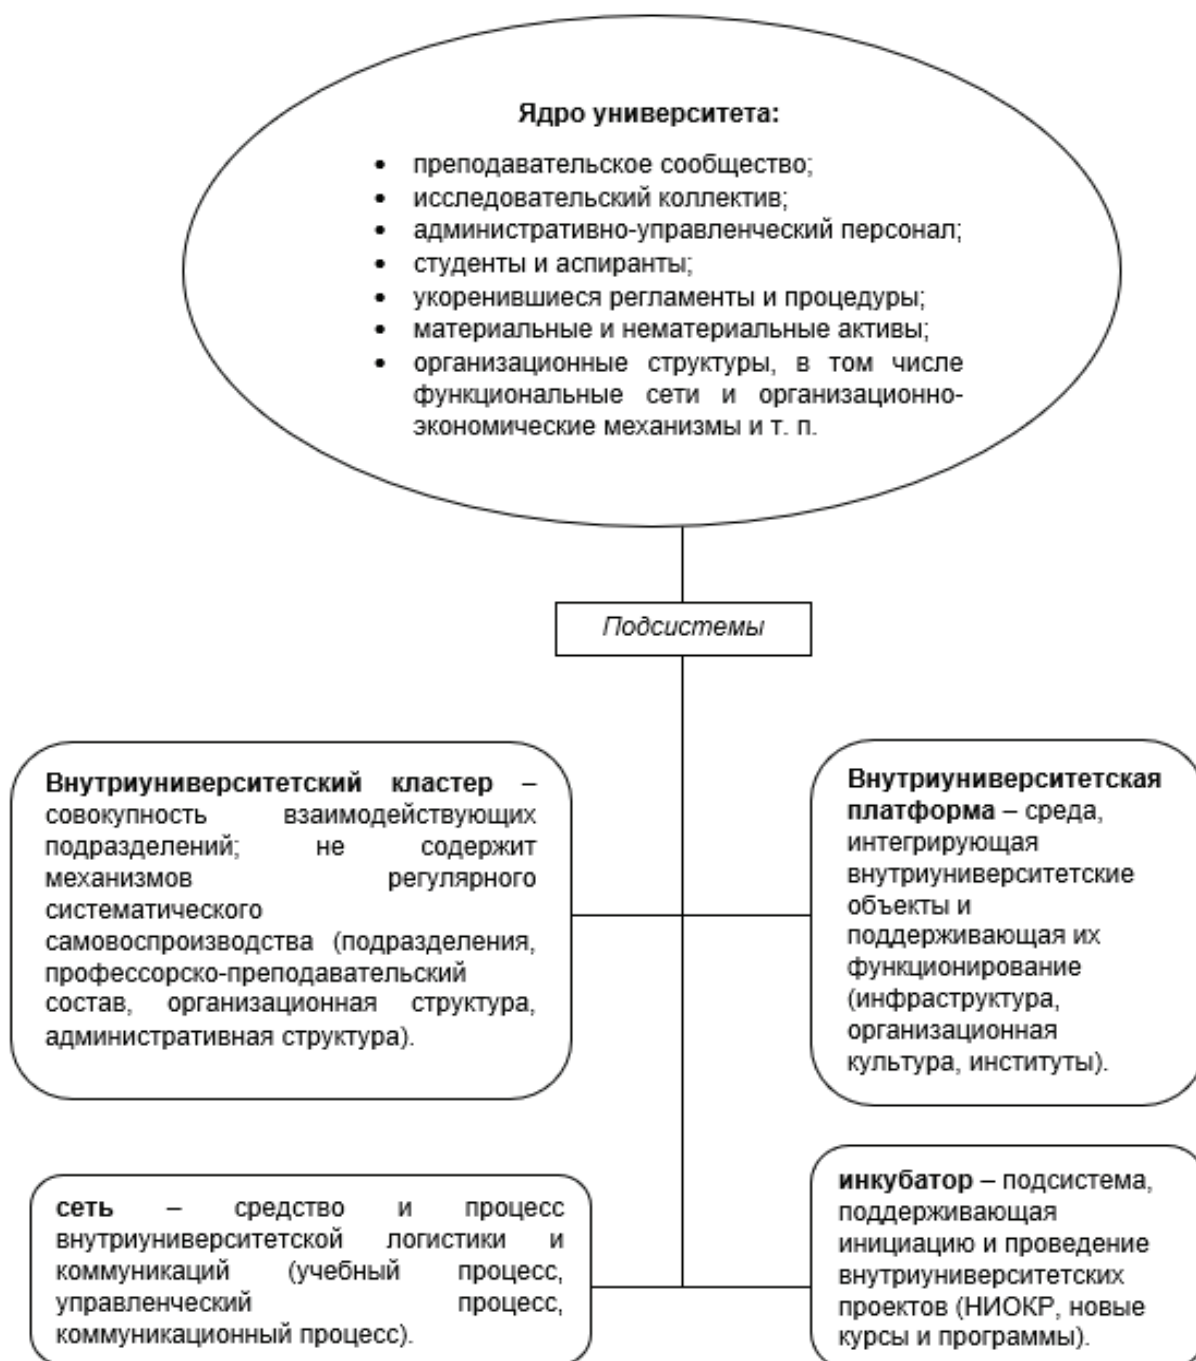 Ядро университета:
• преподавательское сообщество;
• исследовательский коллектив;
• административно-управленческий персонал;
• студенты и аспиранты;
• укоренившиеся регламенты и процедуры;
• материальные и нематериальные активы;
• организационные структуры, в том числе
функциональные сети и организационно-
экономические механизмы и т. п.
Подсистемы
Внутриуниверситетский кластер –
совокупность взаимодействующих
подразделений; не содержит
механизмов регулярного
систематического
самовоспроизводства (подразделения,
профессорско-преподавательский
состав, организационная структура,
административная структура).
Внутриуниверситетская
платформа – среда,
интегрирующая
внутриуниверситетские
объекты и
поддерживающая их
функционирование
(инфраструктура,
организационная
культура, институты).
сеть – средство и процесс
внутриуниверситетской логистики и
коммуникаций (учебный процесс,
управленческий процесс,
коммуникационный процесс).
инкубатор – подсистема,
поддерживающая
инициацию и проведение
внутриуниверситетских
проектов (НИОКР, новые
курсы и программы).